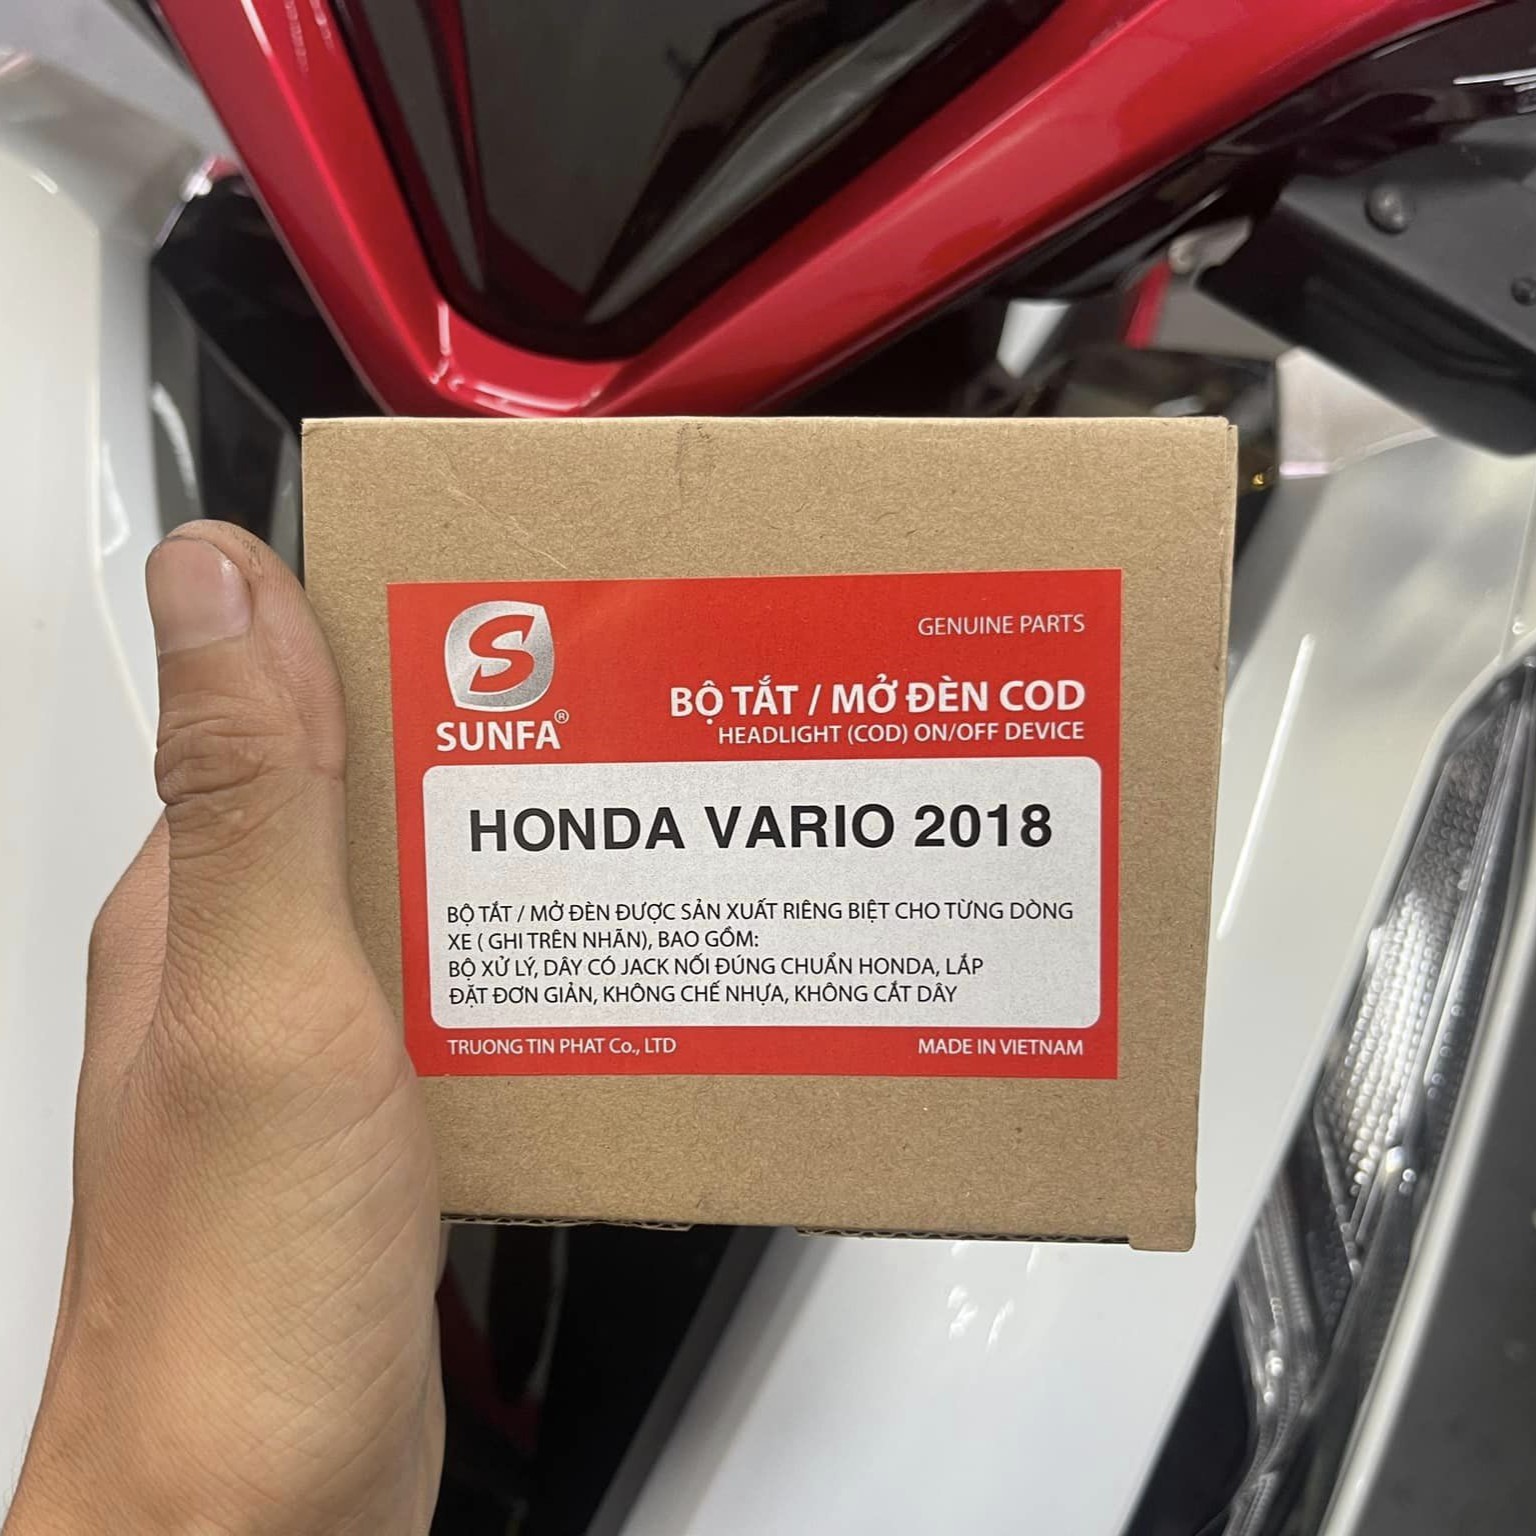 GENUINE PARTS
S
SUNFA®
BỘ TẮT / MỞ ĐÈN COD
HEADLIGHT (COD) ON/OFF DEVICE
HONDA VARIO 2018
BỘ TẮT / MỞ ĐÈN ĐƯỢC SẢN XUẤT RIÊNG BIỆT CHO TỪNG DÒNG
XE ( GHI TRÊN NHÃN), BAO GỒM:
BỘ XỬ LÝ, DÂY CÓ JACK NỐI ĐÚNG CHUẨN HONDA, LẮP
ĐẶT ĐƠN GIẢN, KHÔNG CHẾ NHỰA, KHÔNG CẮT DÂY
TRUONG TIN PHAT Co., LTD
MADE IN VIETNAM